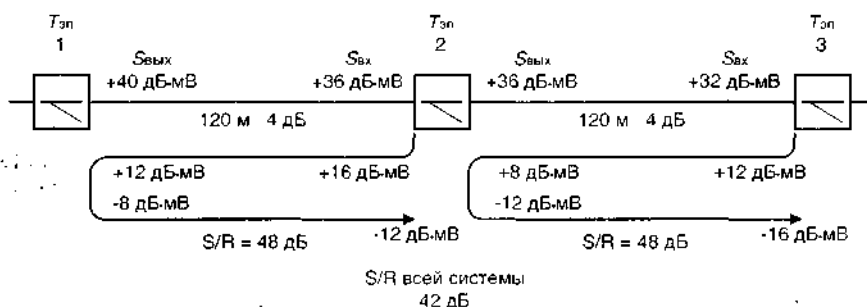 Tэп Tэп Tэп
1 2 3
Sвых Sвх Sвых Sвх
+40 дБ·мВ +36 дБ·мВ +36 дБ·мВ +32 дБ·мВ
120 м 4 дБ 120 м 4 дБ
+12 дБ·мВ +16 дБ·мВ +8 дБ·мВ +12 дБ·мВ
-8 дБ·мВ -12 дБ·мВ
S/R = 48 дБ -12 дБ·мВ S/R = 48 дБ -16 дБ·мВ
S/R всей системы
42 дБ